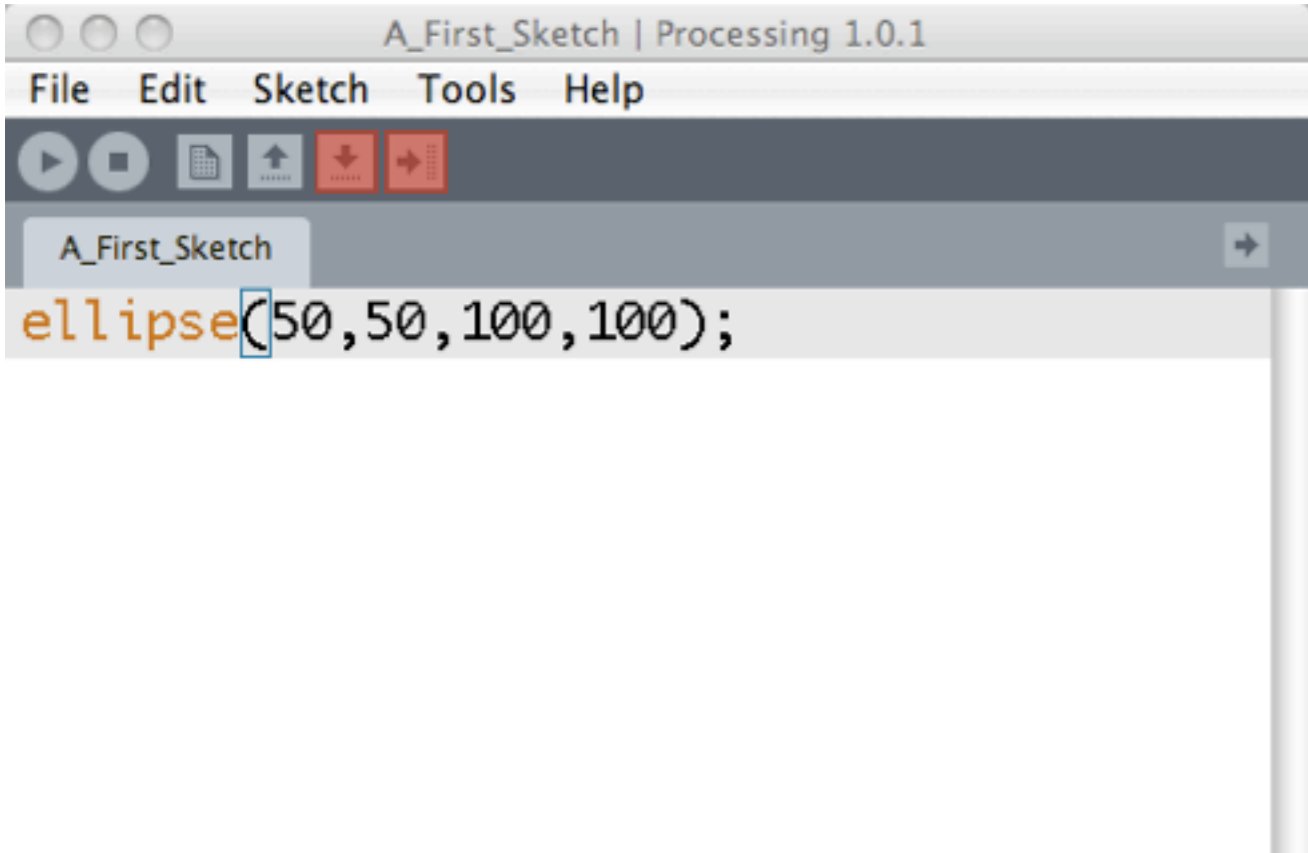 A_First_Sketch | Processing 1.0.1
File Edit Sketch Tools Help
A_First_Sketch
ellipse(50,50,100,100);